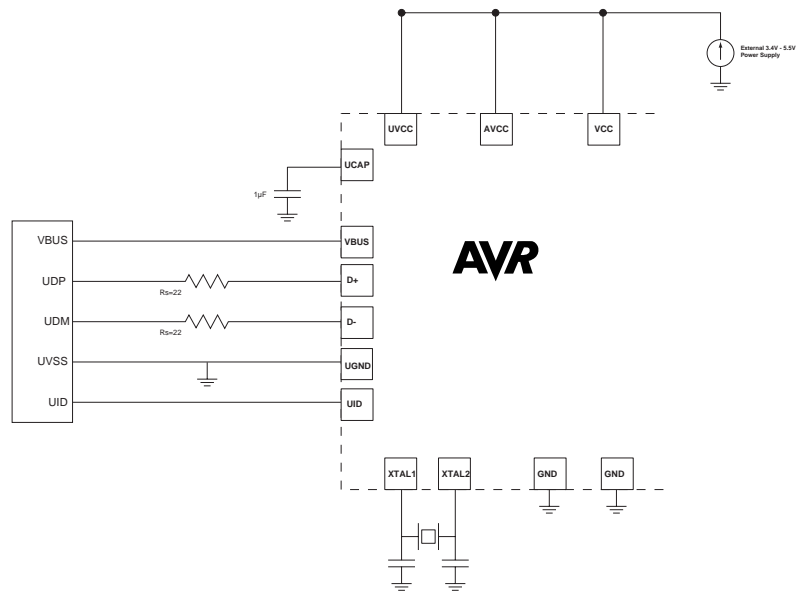 External 3.4V - 5.5V
Power Supply
UVCC
AVCC
VCC
UCAP
1µF
VBUS
VBUS
AVR
UDP
Rs=22
D+
UDM
Rs=22
D-
UVSS
UGND
UID
UID
XTAL1
XTAL2
GND
GND